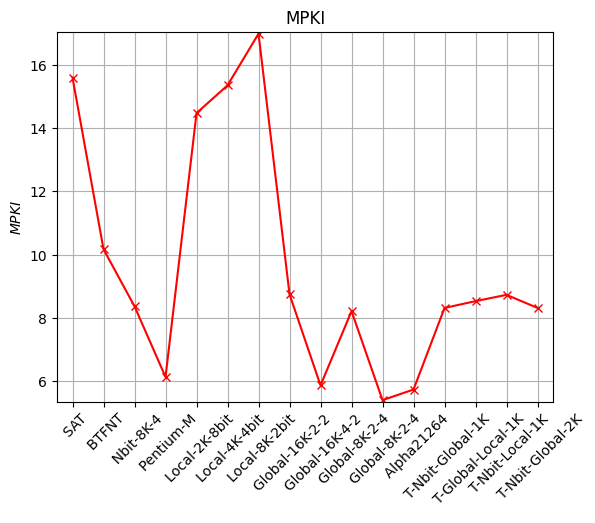 MPKI
16
14
12
10
8
6
MPKI
SAT
BTFNT
Nbit-8K-4
Pentium-M
Local-2K-8bit
Local-4K-4bit
Local-8K-2bit
Global-16K-2-2
Global-16K-4-2
Global-8K-2-4
Global-8K-2-4
Alpha21264
T-Nbit-Global-1K
T-Global-Local-1K
T-Nbit-Local-1K
T-Nbit-Global-2K